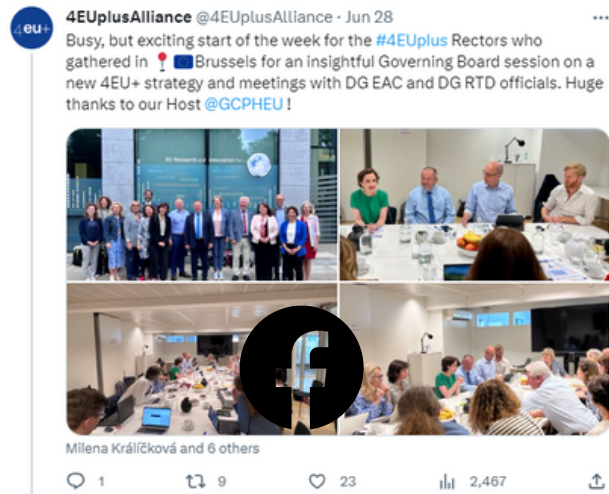 4eu+
4EUplusAlliance @4EUplusAlliance · Jun 28
Busy, but exciting start of the week for the #4EUplus Rectors who
gathered in 📍 🇪🇺 Brussels for an insightful Governing Board session on a
new 4EU+ strategy and meetings with DG EAC and DG RTD officials. Huge
thanks to our Host @GCPHEU !
EU Research and Innovation
Milena Králíčková and 6 others
1 9 23 2,467